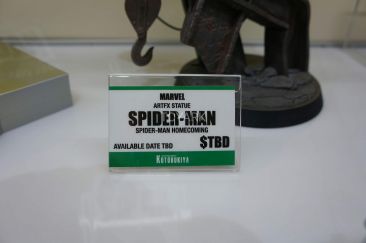 MARVEL
ARTFX STATUE
SPIDER-MAN
SPIDER-MAN HOMECOMING
$TBD
AVAILABLE DATE TBD
KOTOBUKIYA